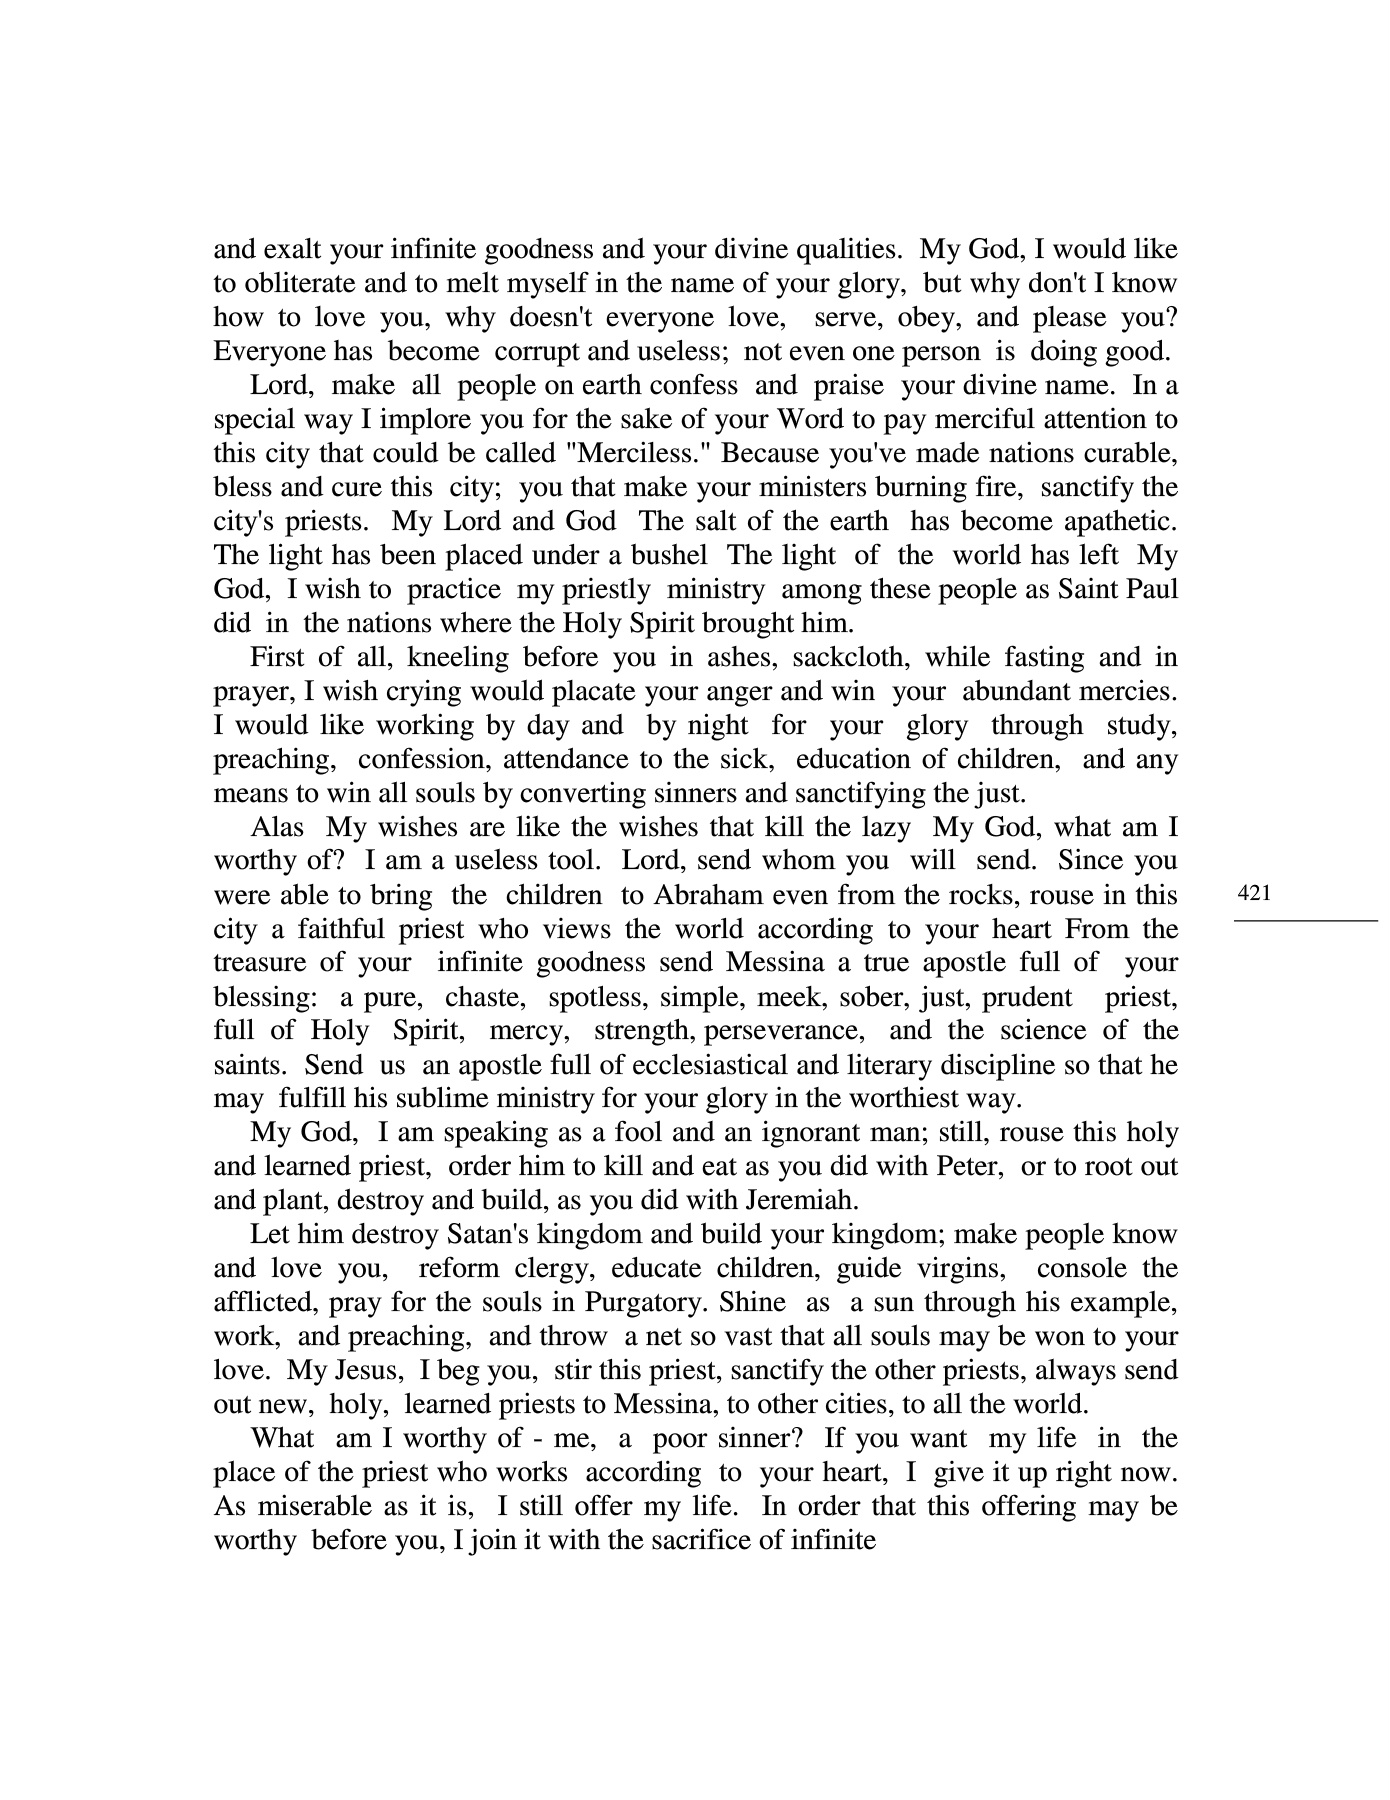 and exalt your infinite goodness and your divine qualities. My God, I would like
to obliterate and to melt myself in the name of your glory, but why don't I know
how to love you, why doesn't everyone love, serve, obey, and please you?
Everyone has become corrupt and useless; not even one person is doing good.
Lord, make all people on earth confess and praise your divine name. In a
special way I implore you for the sake of your Word to pay merciful attention to
this city that could be called "Merciless." Because you've made nations curable,
bless and cure this city; you that make your ministers burning fire, sanctify the
city's priests. My Lord and God The salt of the earth has become apathetic.
The light has been placed under a bushel The light of the world has left My
God, I wish to practice my priestly ministry among these people as Saint Paul
did in the nations where the Holy Spirit brought him.
First of all, kneeling before you in ashes, sackcloth, while fasting and in
prayer, I wish crying would placate your anger and win your abundant mercies.
I would like working by day and by night for your glory through study,
preaching, confession, attendance to the sick, education of children, and any
means to win all souls by converting sinners and sanctifying the just.
Alas My wishes are like the wishes that kill the lazy My God, what am I
worthy of? I am a useless tool. Lord, send whom you will send. Since you
were able to bring the children to Abraham even from the rocks, rouse in this
city a faithful priest who views the world according to your heart From the
treasure of your infinite goodness send Messina a true apostle full of your
blessing: a pure, chaste, spotless, simple, meek, sober, just, prudent priest,
full of Holy Spirit, mercy, strength, perseverance, and the science of the
saints. Send us an apostle full of ecclesiastical and literary discipline so that he
may fulfill his sublime ministry for your glory in the worthiest way.
My God, I am speaking as a fool and an ignorant man; still, rouse this holy
and learned priest, order him to kill and eat as you did with Peter, or to root out
and plant, destroy and build, as you did with Jeremiah.
Let him destroy Satan's kingdom and build your kingdom; make people know
and love you, reform clergy, educate children, guide virgins, console the
afflicted, pray for the souls in Purgatory. Shine as a sun through his example,
work, and preaching, and throw a net so vast that all souls may be won to your
love. My Jesus, I beg you, stir this priest, sanctify the other priests, always send
out new, holy, learned priests to Messina, to other cities, to all the world.
What am I worthy of - me, a poor sinner? If you want my life in the
place of the priest who works according to your heart, I give it up right now.
As miserable as it is, I still offer my life. In order that this offering may be
worthy before you, I join it with the sacrifice of infinite
421